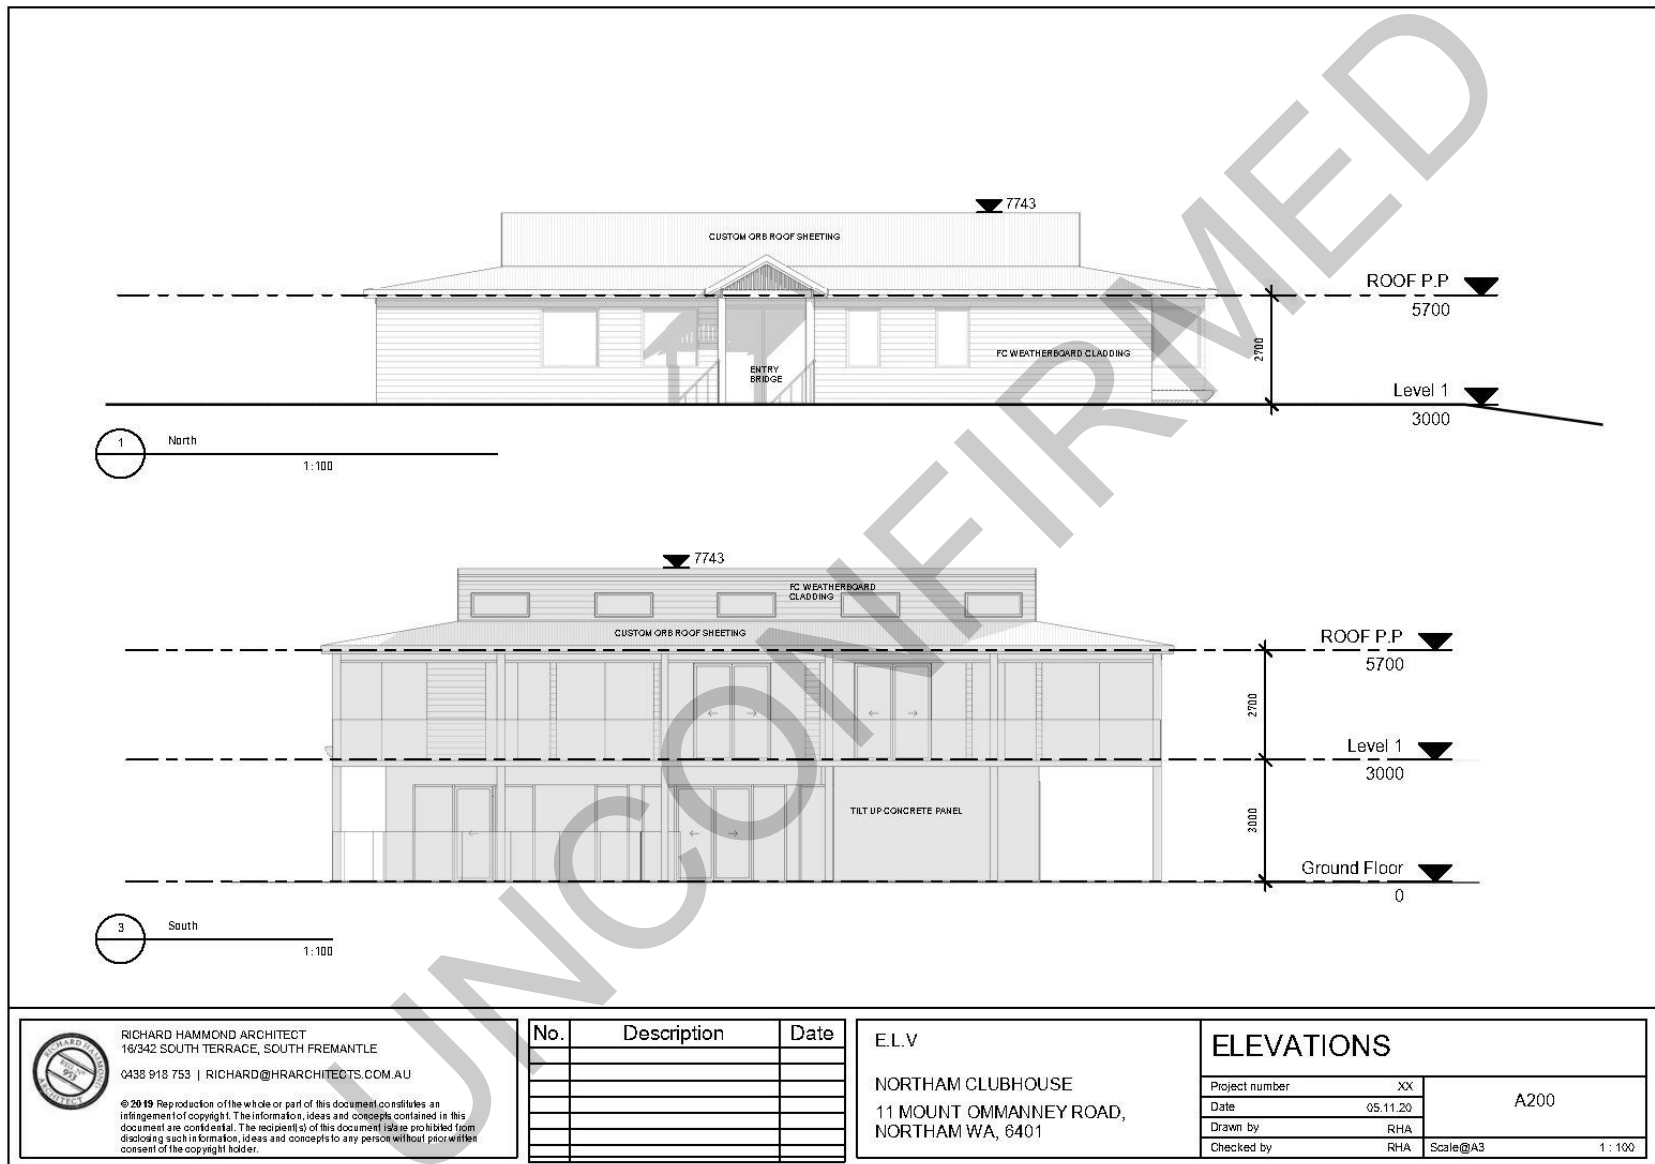 7743
CUSTOM ORB ROOF SHEETING
ROOF P.P
5700
2700
FC WEATHERBOARD CLADDING
ENTRY
BRIDGE
Level 1
3000
1
North
1 : 100
7743
FC WEATHERBOARD
CLADDING
CUSTOM ORB ROOF SHEETING
ROOF P.P
5700
2700
Level 1
3000
TILT UP CONCRETE PANEL
3000
Ground Floor
0
3
South
1 : 100
UNCONFIRMED
RICHARD HAMMOND
REG No
953
ARCHITECT
RICHARD HAMMOND ARCHITECT
16/342 SOUTH TERRACE, SOUTH FREMANTLE
0438 918 753 | RICHARD@HRARCHITECTS.COM.AU
© 2019 Reproduction of the whole or part of this document constitutes an
infringement of copyright. The information, ideas and concepts contained in this
document are confidential. The recipient(s) of this document is/are prohibited from
disclosing such information, ideas and concepts to any person without prior written
consent of the copyright holder.
No. Description Date
E.L.V
NORTHAM CLUBHOUSE
11 MOUNT OMMANNEY ROAD,
NORTHAM WA, 6401
ELEVATIONS
Project number XX
Date 05.11.20
Drawn by RHA
Checked by RHA
A200
Scale@A3 1 : 100